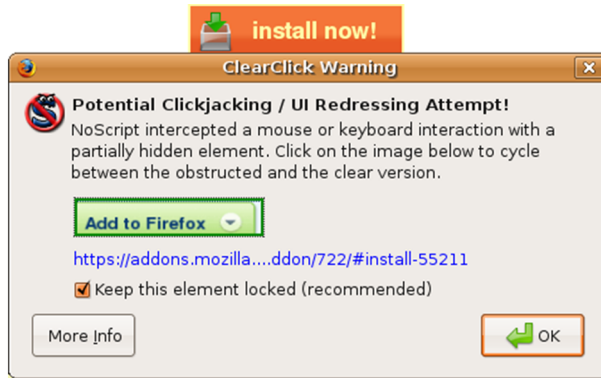 install now!
ClearClick Warning
Potential Clickjacking / UI Redressing Attempt!
NoScript intercepted a mouse or keyboard interaction with a
partially hidden element. Click on the image below to cycle
between the obstructed and the clear version.
Add to Firefox
https://addons.mozilla....ddon/722/#install-55211
Keep this element locked (recommended)
More Info
OK